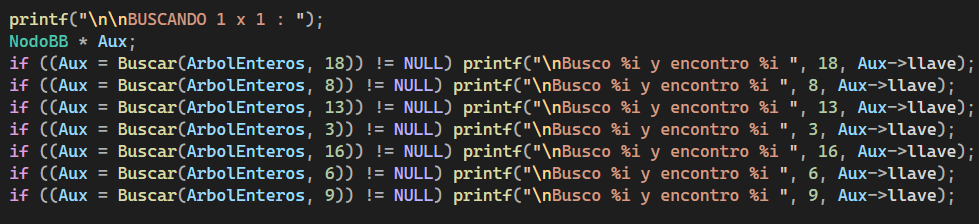 printf("\n\nBUSCANDO 1 x 1 : ");
NodoBB * Aux;
if ((Aux = Buscar(ArbolEnteros, 18)) != NULL) printf("\nBusco %i y encontro %i ", 18, Aux->llave);
if ((Aux = Buscar(ArbolEnteros, 8)) != NULL) printf("\nBusco %i y encontro %i ", 8, Aux->llave);
if ((Aux = Buscar(ArbolEnteros, 13)) != NULL) printf("\nBusco %i y encontro %i ", 13, Aux->llave);
if ((Aux = Buscar(ArbolEnteros, 3)) != NULL) printf("\nBusco %i y encontro %i ", 3, Aux->llave);
if ((Aux = Buscar(ArbolEnteros, 16)) != NULL) printf("\nBusco %i y encontro %i ", 16, Aux->llave);
if ((Aux = Buscar(ArbolEnteros, 6)) != NULL) printf("\nBusco %i y encontro %i ", 6, Aux->llave);
if ((Aux = Buscar(ArbolEnteros, 9)) != NULL) printf("\nBusco %i y encontro %i ", 9, Aux->llave);